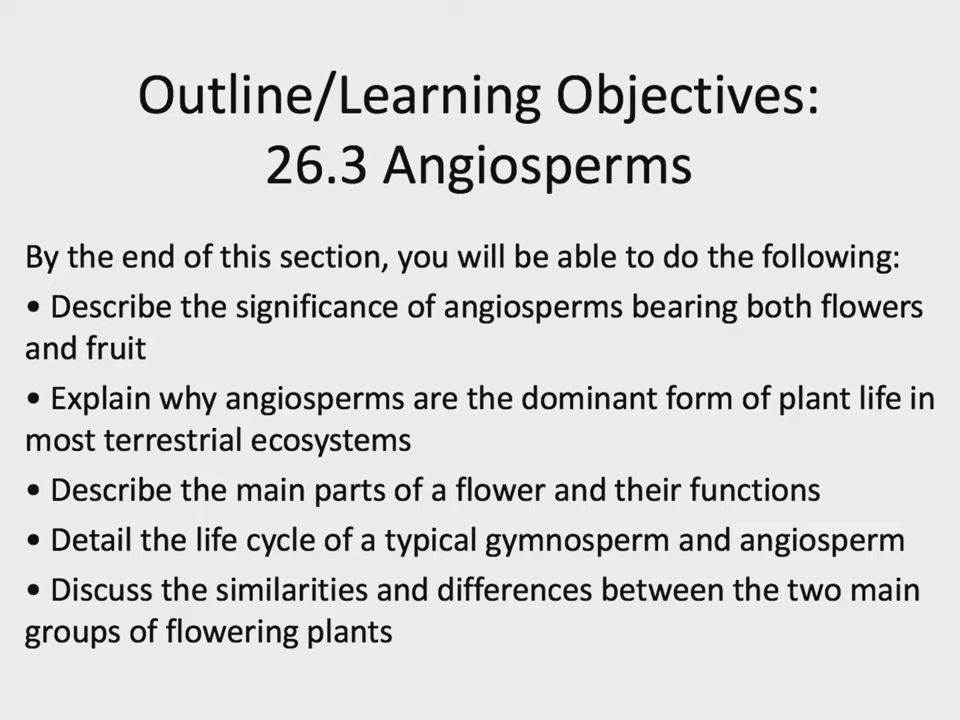 Outline/Learning Objectives:
26.3 Angiosperms
By the end of this section, you will be able to do the following:
• Describe the significance of angiosperms bearing both flowers
and fruit
• Explain why angiosperms are the dominant form of plant life in
most terrestrial ecosystems
• Describe the main parts of a flower and their functions
• Detail the life cycle of a typical gymnosperm and angiosperm
• Discuss the similarities and differences between the two main
groups of flowering plants